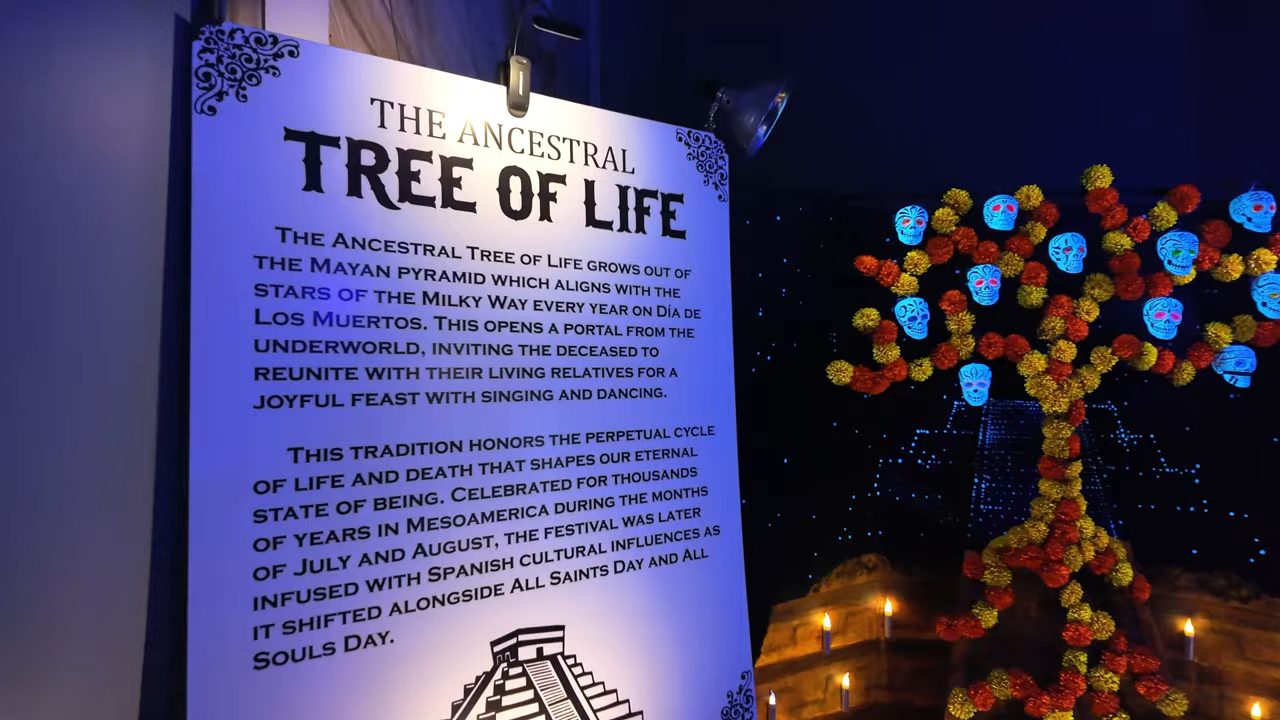 THE ANCESTRAL
TREE OF LIFE
THE ANCESTRAL TREE OF LIFE GROWS OUT OF
THE MAYAN PYRAMID WHICH ALIGNS WITH THE
STARS OF THE MILKY WAY EVERY YEAR ON DÍA DE
LOS MUERTOS. THIS OPENS A PORTAL FROM THE
UNDERWORLD, INVITING THE DECEASED TO
REUNITE WITH THEIR LIVING RELATIVES FOR A
JOYFUL FEAST WITH SINGING AND DANCING.
THIS TRADITION HONORS THE PERPETUAL CYCLE
OF LIFE AND DEATH THAT SHAPES OUR ETERNAL
STATE OF BEING. CELEBRATED FOR THOUSANDS
OF YEARS IN MESOAMERICA DURING THE MONTHS
OF JULY AND AUGUST, THE FESTIVAL WAS LATER
INFUSED WITH SPANISH CULTURAL INFLUENCES AS
IT SHIFTED ALONGSIDE ALL SAINTS DAY AND ALL
SOULS DAY.